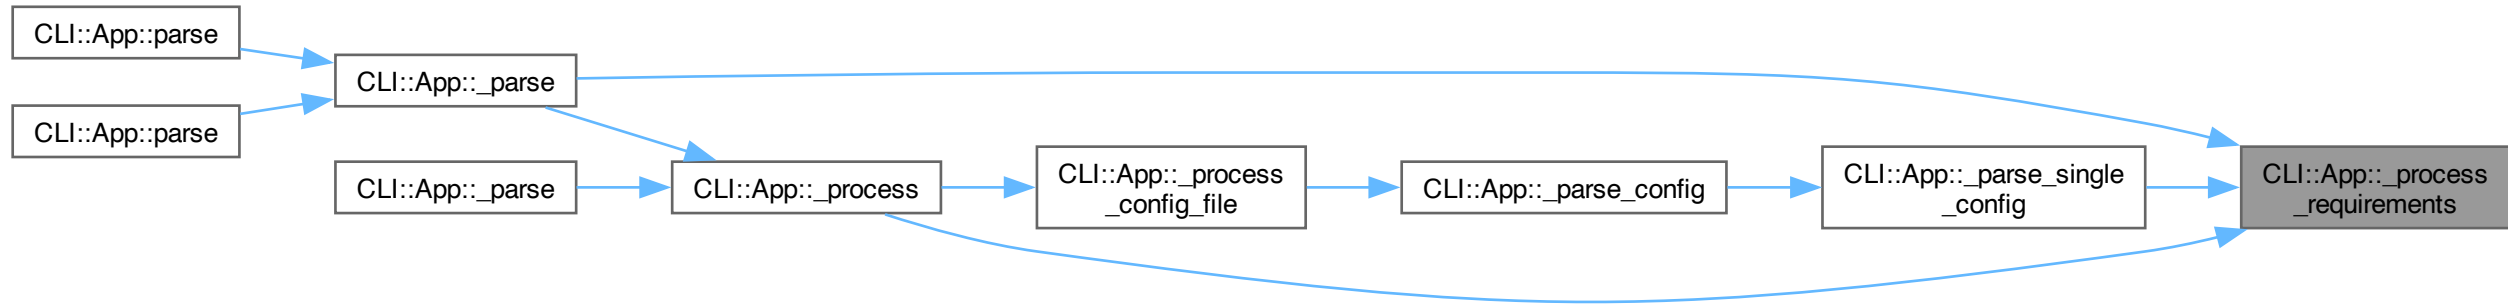 CLI::App::parse
CLI::App::_parse
CLI::App::parse
CLI::App::_parse
CLI::App::_process
CLI::App::_process
_config_file
CLI::App::_parse_config
CLI::App::_parse_single
_config
CLI::App::_process
_requirements